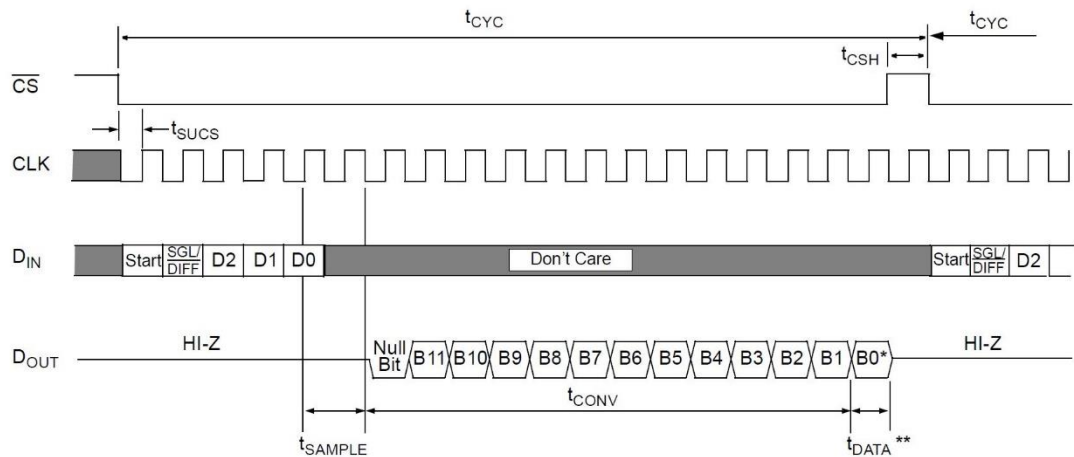 tCYC tCYC
tCSH
CS
tSUCS
CLK
DIN Start SGL/DIFF D2 D1 D0 Don't Care Start SGL/DIFF D2
HI-Z HI-Z
DOUT Null Bit B11 B10 B9 B8 B7 B6 B5 B4 B3 B2 B1 B0*
tCONV
tSAMPLE tDATA **